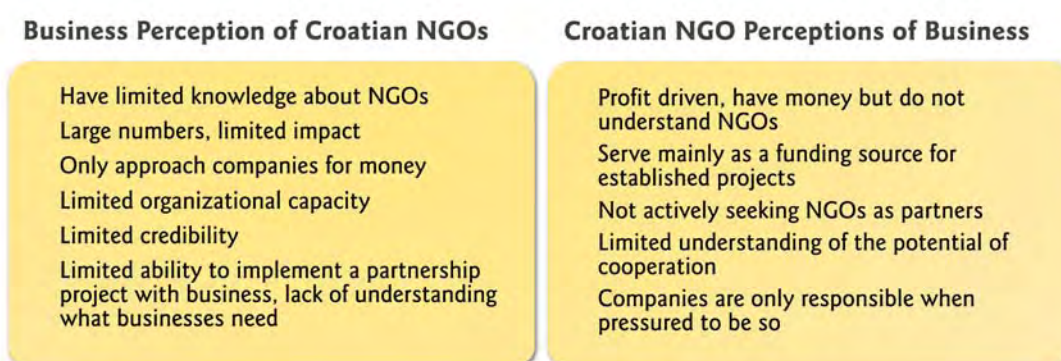 Business Perception of Croatian NGOs
Have limited knowledge about NGOs
Large numbers, limited impact
Only approach companies for money
Limited organizational capacity
Limited credibility
Limited ability to implement a partnership
project with business, lack of understanding
what businesses need
Croatian NGO Perceptions of Business
Profit driven, have money but do not
understand NGOs
Serve mainly as a funding source for
established projects
Not actively seeking NGOs as partners
Limited understanding of the potential of
cooperation
Companies are only responsible when
pressured to be so